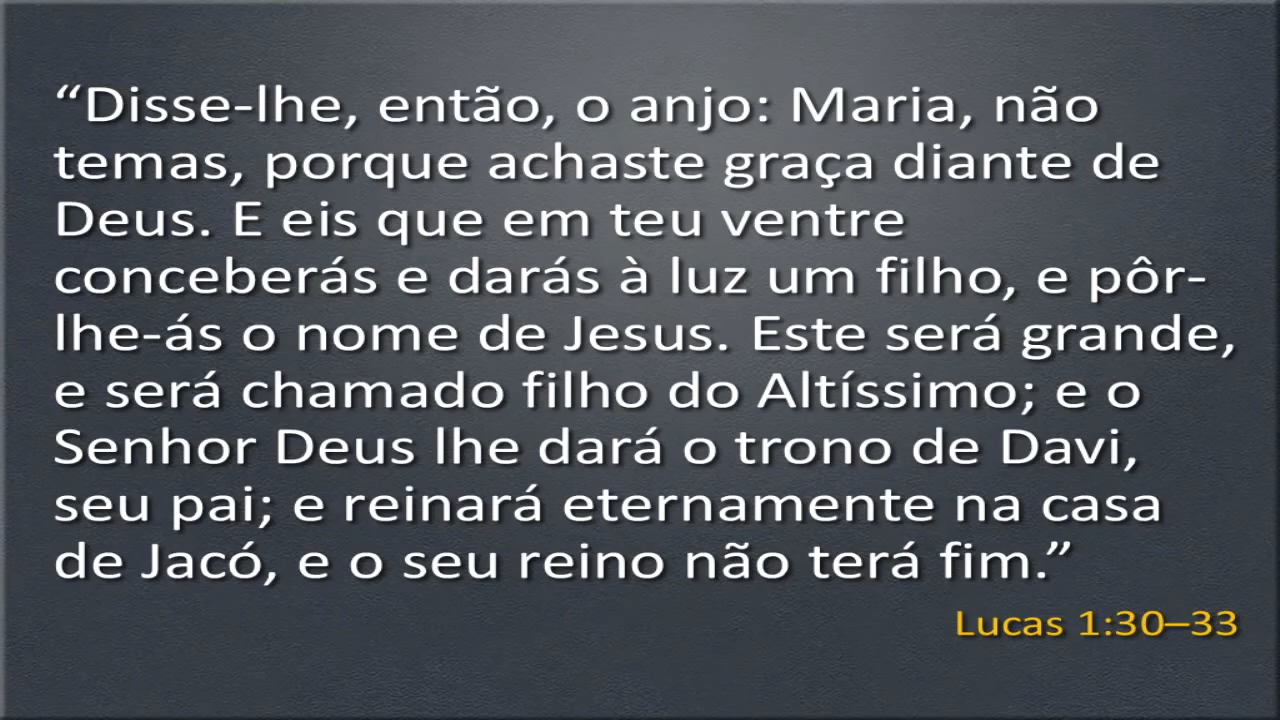 “Disse-lhe, então, o anjo: Maria, não
temas, porque achaste graça diante de
Deus. E eis que em teu ventre
conceberás e darás à luz um filho, e pôr-
lhe-ás o nome de Jesus. Este será grande,
e será chamado filho do Altíssimo; e o
Senhor Deus lhe dará o trono de Davi,
seu pai; e reinará eternamente na casa
de Jacó, e o seu reino não terá fim.”
Lucas 1:30–33